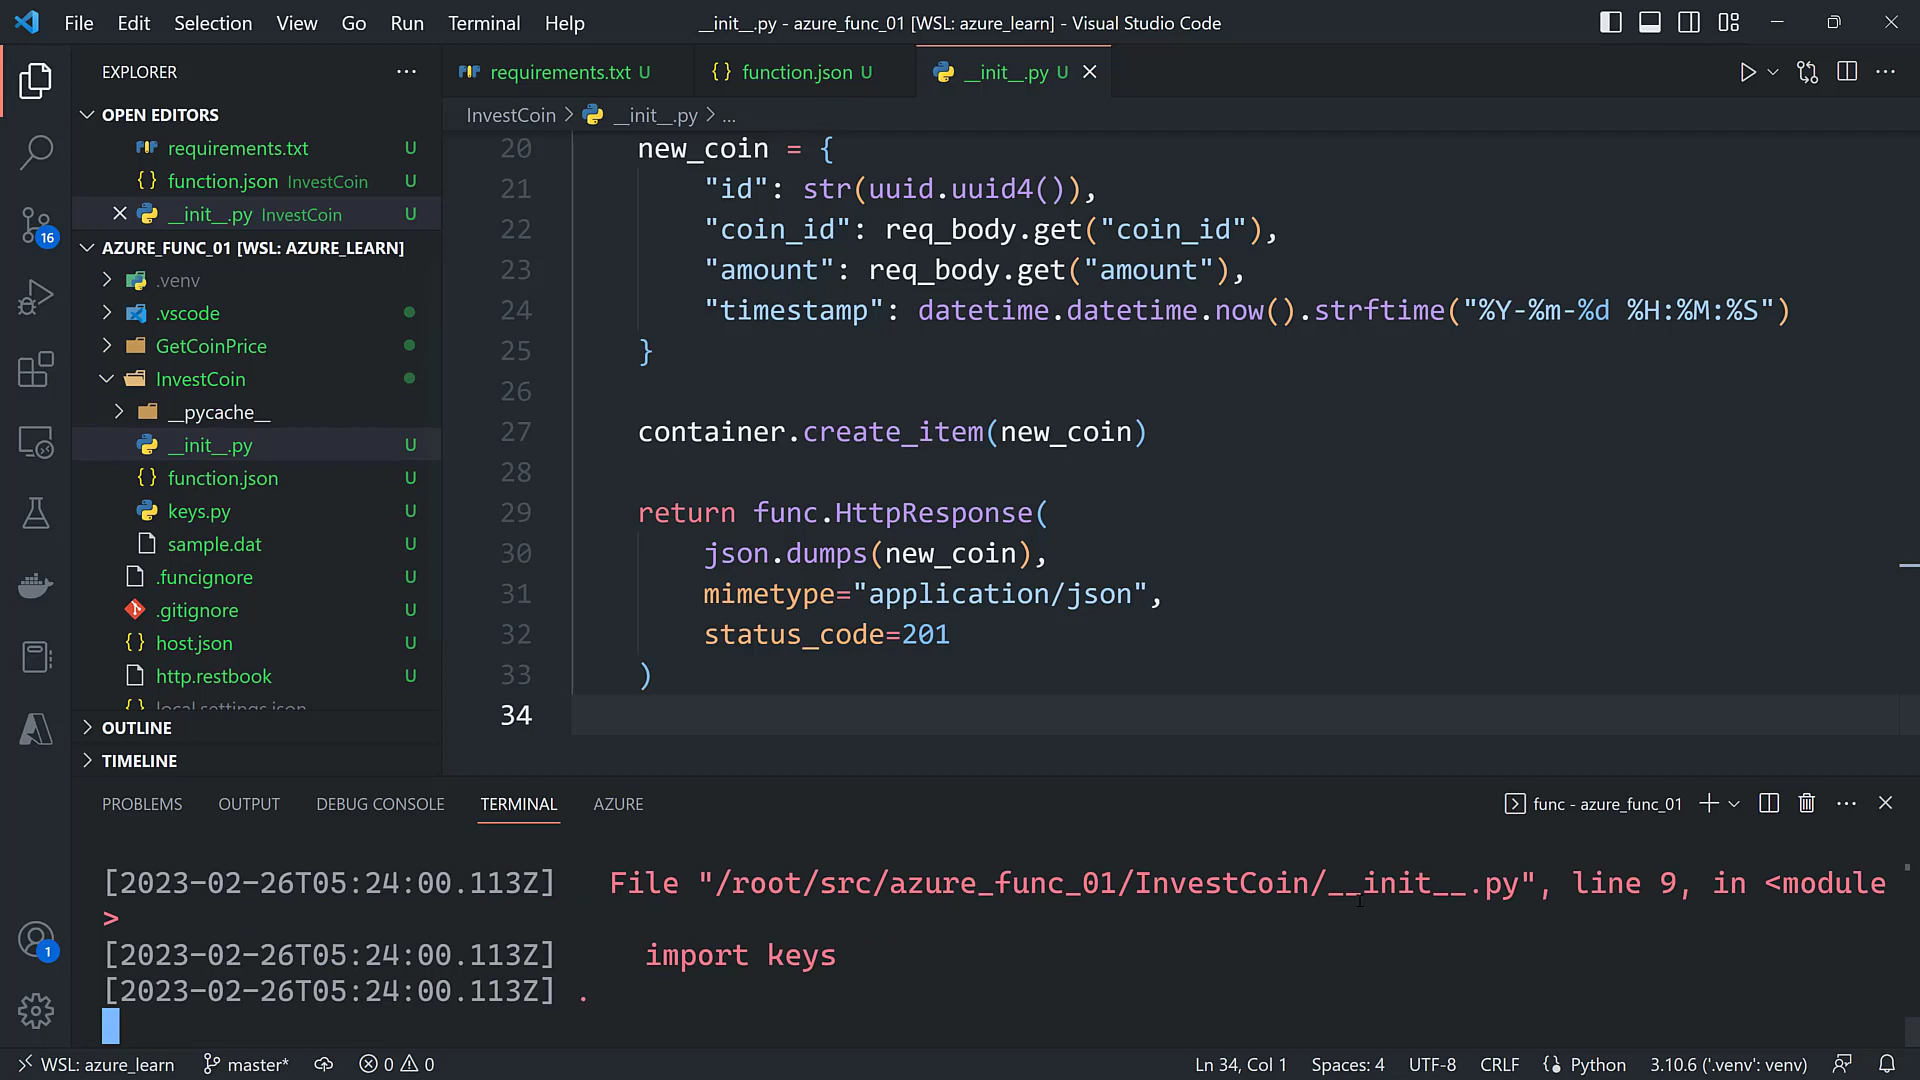 File Edit Selection View Go Run Terminal Help
__init__.py - azure_func_01 [WSL: azure_learn] - Visual Studio Code
EXPLORER
requirements.txt U
function.json U
__init__.py U
InvestCoin > __init__.py > ...
OPEN EDITORS
requirements.txt U
function.json InvestCoin U
__init__.py InvestCoin U
16
AZURE_FUNC_01 [WSL: AZURE_LEARN]
.venv
.vscode
GetCoinPrice
InvestCoin
__pycache__
__init__.py U
function.json U
keys.py U
sample.dat U
.funcignore U
.gitignore U
host.json U
http.restbook U
local.settings.json
OUTLINE
TIMELINE
20 new_coin = {
21 "id": str(uuid.uuid4()),
22 "coin_id": req_body.get("coin_id"),
23 "amount": req_body.get("amount"),
24 "timestamp": datetime.datetime.now().strftime("%Y-%m-%d %H:%M:%S")
25 }
26
27 container.create_item(new_coin)
28
29 return func.HttpResponse(
30 json.dumps(new_coin),
31 mimetype="application/json",
32 status_code=201
33 )
34
PROBLEMS OUTPUT DEBUG CONSOLE TERMINAL AZURE
func - azure_func_01
[2023-02-26T05:24:00.113Z] File "/root/src/azure_func_01/InvestCoin/__init__.py", line 9, in <module
>
[2023-02-26T05:24:00.113Z] import keys
[2023-02-26T05:24:00.113Z] .
1
WSL: azure_learn master* 0 0 Ln 34, Col 1 Spaces: 4 UTF-8 CRLF Python 3.10.6 ('.venv': venv)